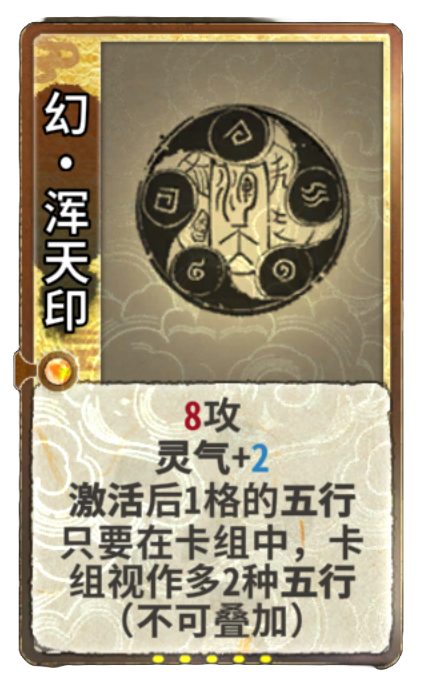 幻·浑天印
8攻
灵气+2
激活后1格的五行
只要在卡组中，卡
组视作多2种五行
（不可叠加）